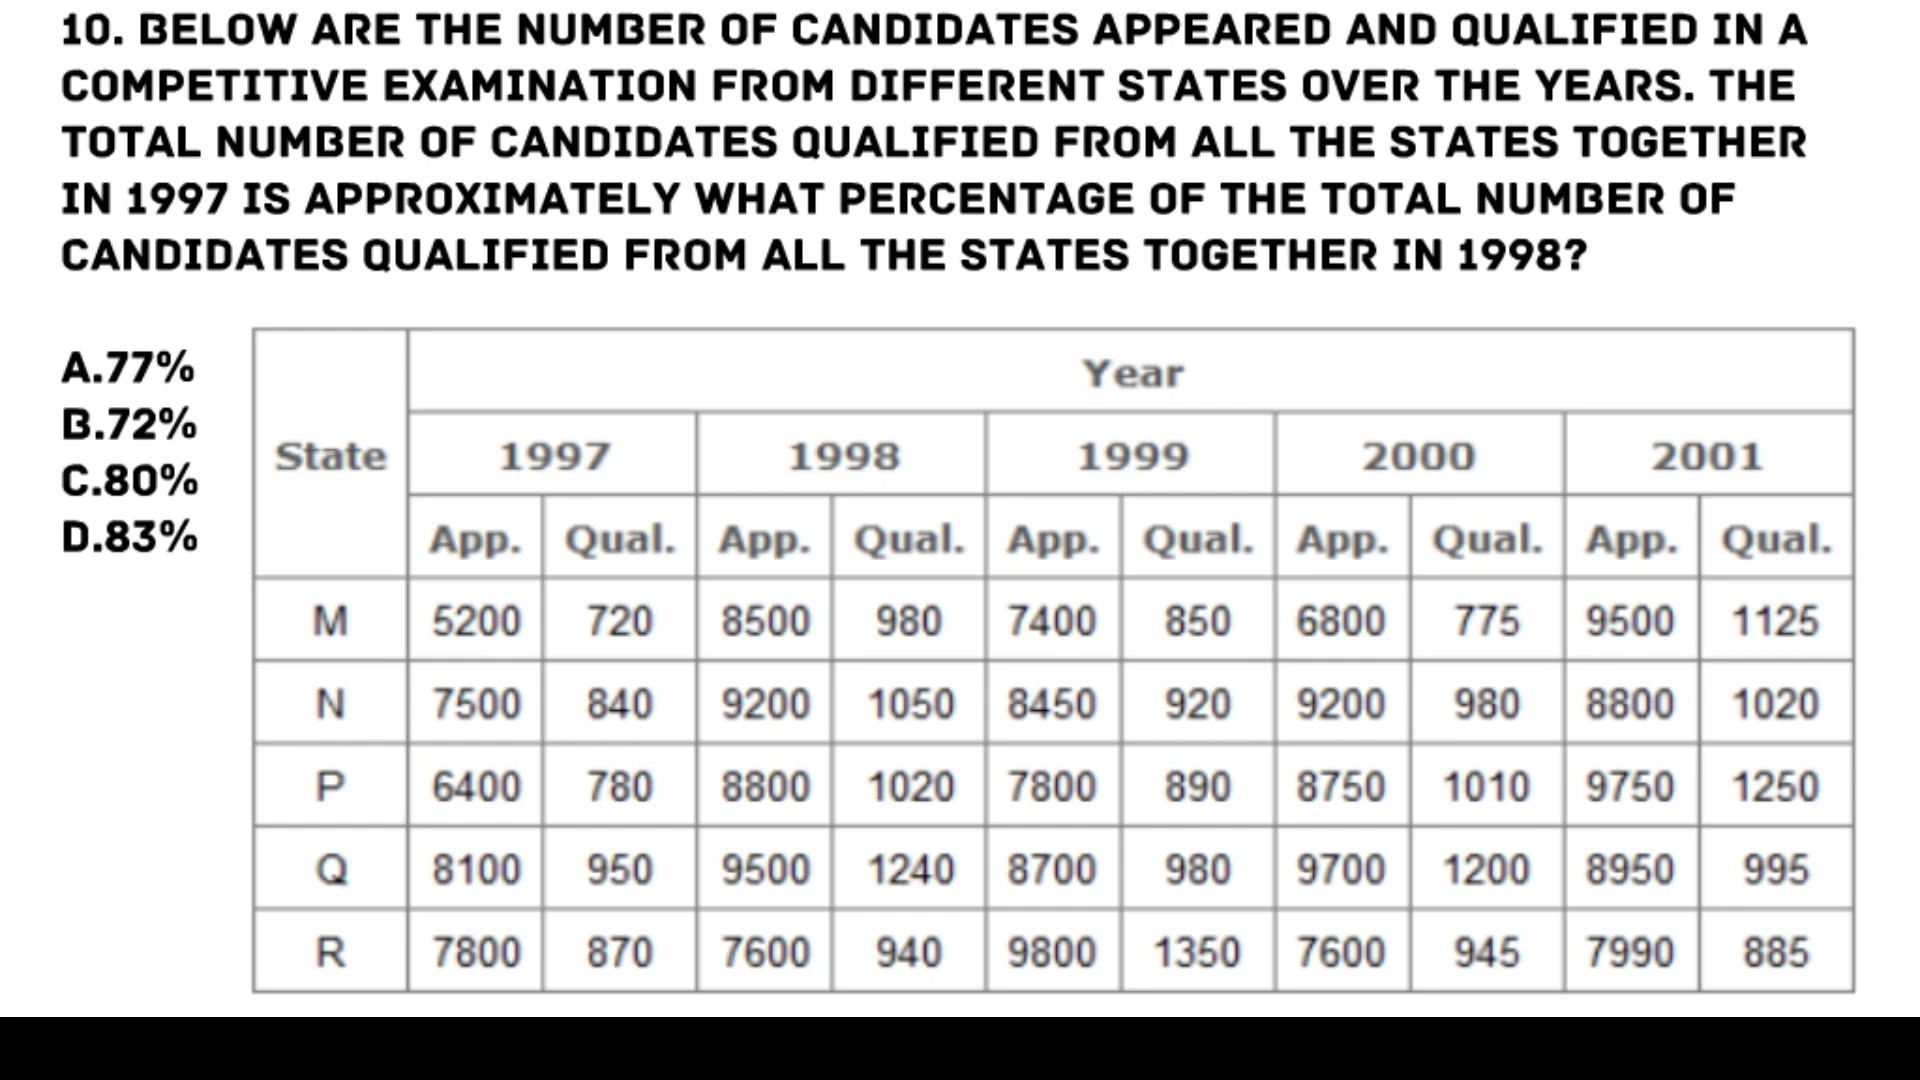 10. BELOW ARE THE NUMBER OF CANDIDATES APPEARED AND QUALIFIED IN A
COMPETITIVE EXAMINATION FROM DIFFERENT STATES OVER THE YEARS. THE
TOTAL NUMBER OF CANDIDATES QUALIFIED FROM ALL THE STATES TOGETHER
IN 1997 IS APPROXIMATELY WHAT PERCENTAGE OF THE TOTAL NUMBER OF
CANDIDATES QUALIFIED FROM ALL THE STATES TOGETHER IN 1998?
A.77%
B.72%
C.80%
D.83%
Year
State 1997 1998 1999 2000 2001
App. Qual. App. Qual. App. Qual. App. Qual. App. Qual.
M 5200 720 8500 980 7400 850 6800 775 9500 1125
N 7500 840 9200 1050 8450 920 9200 980 8800 1020
P 6400 780 8800 1020 7800 890 8750 1010 9750 1250
Q 8100 950 9500 1240 8700 980 9700 1200 8950 995
R 7800 870 7600 940 9800 1350 7600 945 7990 885